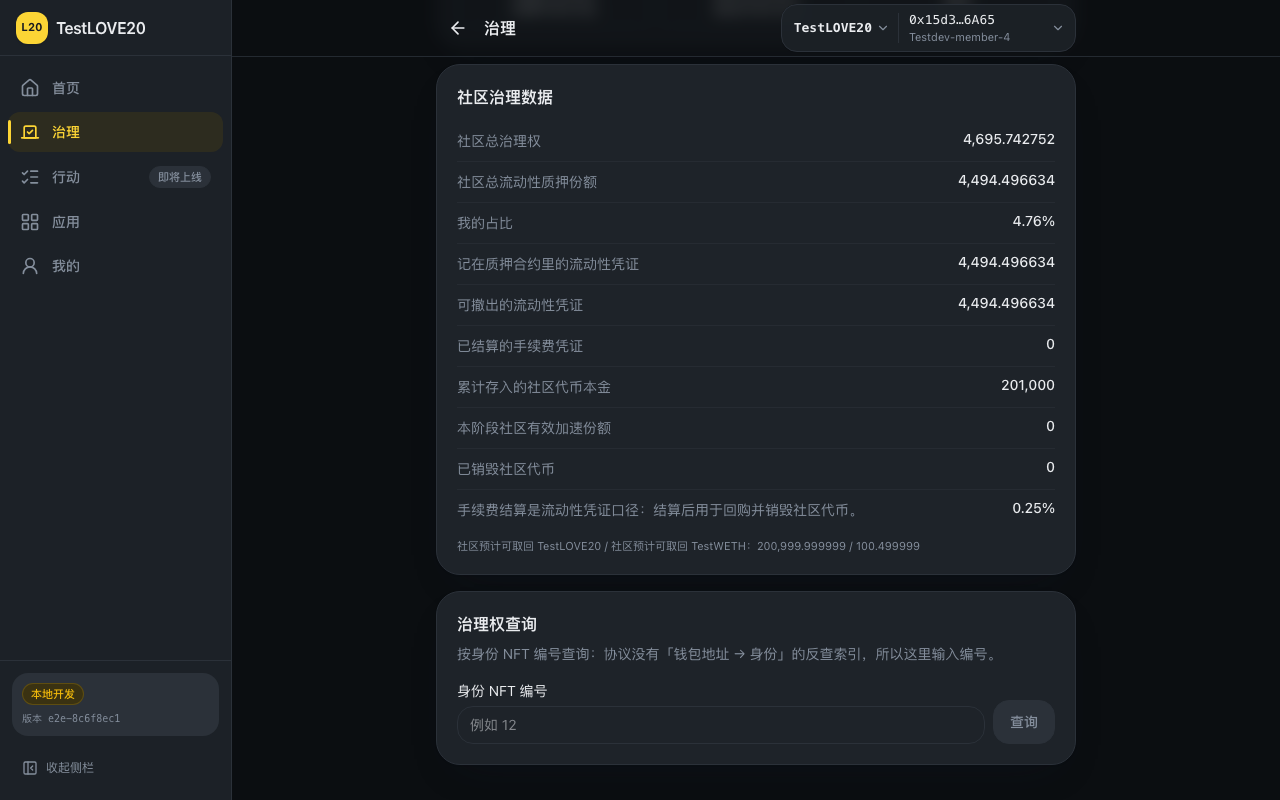 L20 TestLOVE20
首页
治理
行动 即将上线
应用
我的
本地开发
版本 e2e-8c6f8ec1
收起侧栏
治理
TestLOVE20
0x15d3…6A65
Testdev-member-4
社区治理数据
社区总治理权 4,695.742752
社区总流动性质押份额 4,494.496634
我的占比 4.76%
记在质押合约里的流动性凭证 4,494.496634
可撤出的流动性凭证 4,494.496634
已结算的手续费凭证 0
累计存入的社区代币本金 201,000
本阶段社区有效加速份额 0
已销毁社区代币 0
手续费结算是流动性凭证口径：结算后用于回购并销毁社区代币。 0.25%
社区预计可取回 TestLOVE20 / 社区预计可取回 TestWETH：200,999.999999 / 100.499999
治理权查询
按身份 NFT 编号查询：协议没有「钱包地址 → 身份」的反查索引，所以这里输入编号。
身份 NFT 编号
例如 12
查询